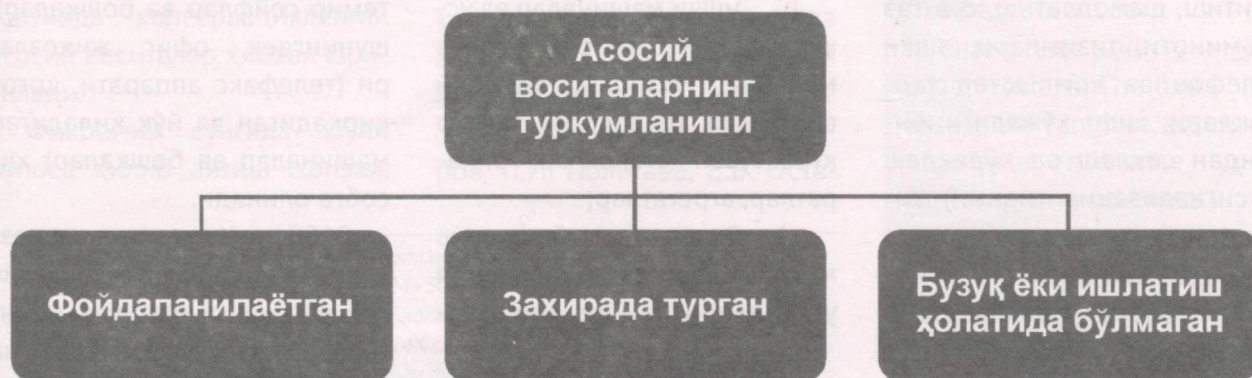 Асосий
воситаларнинг
туркумланиши
Фойдаланилаётган
Захирада турган
Бузуқ ёки ишлатиш
ҳолатида бўлмаган